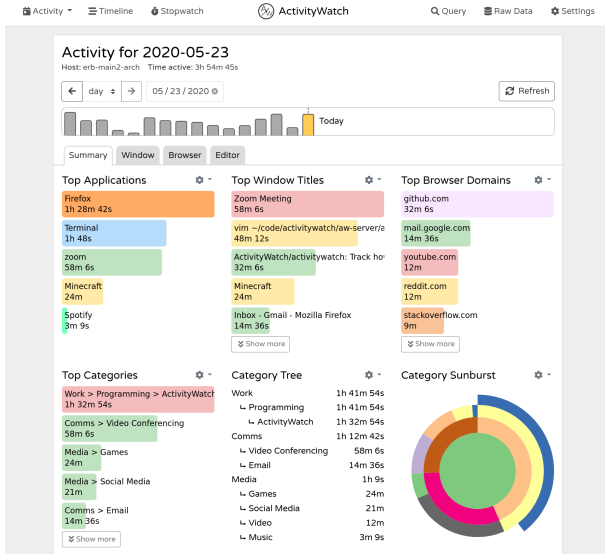 Activity Timeline Stopwatch ActivityWatch Query Raw Data Settings
Activity for 2020-05-23
Host: erb-main2-arch Time active: 3h 54m 45s
day 05 / 23 / 2020 Refresh
Today
Summary Window Browser Editor
Top Applications
Firefox
1h 28m 42s
Terminal
1h 48s
zoom
58m 6s
Minecraft
24m
Spotify
3m 9s
Top Window Titles
Zoom Meeting
58m 6s
vim ~/code/activitywatch/aw-server/a
48m 12s
ActivityWatch/activitywatch: Track ho
32m 6s
Minecraft
24m
Inbox - Gmail - Mozilla Firefox
14m 36s
Show more
Top Browser Domains
github.com
32m 6s
mail.google.com
14m 36s
youtube.com
12m
reddit.com
12m
stackoverflow.com
9m
Show more
Top Categories
Work > Programming > ActivityWatch
1h 32m 54s
Comms > Video Conferencing
58m 6s
Media > Games
24m
Media > Social Media
21m
Comms > Email
14m 36s
Show more
Category Tree
Work 1h 41m 54s
↳ Programming 1h 41m 54s
↳ ActivityWatch 1h 32m 54s
Comms 1h 12m 42s
↳ Video Conferencing 58m 6s
↳ Email 14m 36s
Media 1h 9s
↳ Games 24m
↳ Social Media 21m
↳ Video 12m
↳ Music 3m 9s
Category Sunburst